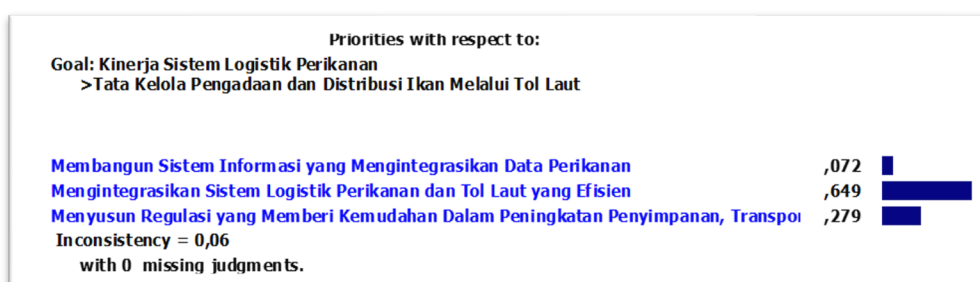 Priorities with respect to:
Goal: Kinerja Sistem Logistik Perikanan
>Tata Kelola Pengadaan dan Distribusi Ikan Melalui Tol Laut
Membangun Sistem Informasi yang Mengintegrasikan Data Perikanan ,072
Mengintegrasikan Sistem Logistik Perikanan dan Tol Laut yang Efisien ,649
Menyusun Regulasi yang Memberi Kemudahan Dalam Peningkatan Penyimpanan, Transpo ,279
Inconsistency = 0,06
with 0 missing judgments.